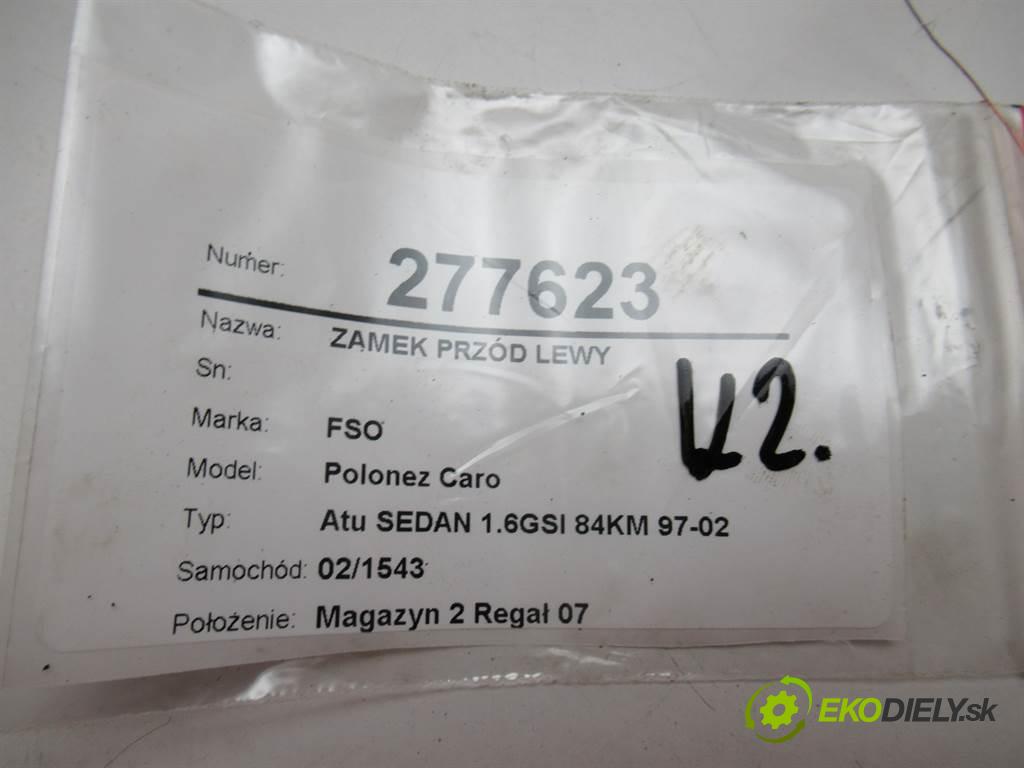 Numer: 277623
Nazwa: ZAMEK PRZÓD LEWY
Sn:
Marka: FSO
Model: Polonez Caro
Typ: Atu SEDAN 1.6GSI 84KM 97-02
Samochód: 02/1543
Położenie: Magazyn 2 Regał 07
EKODIELY.sk